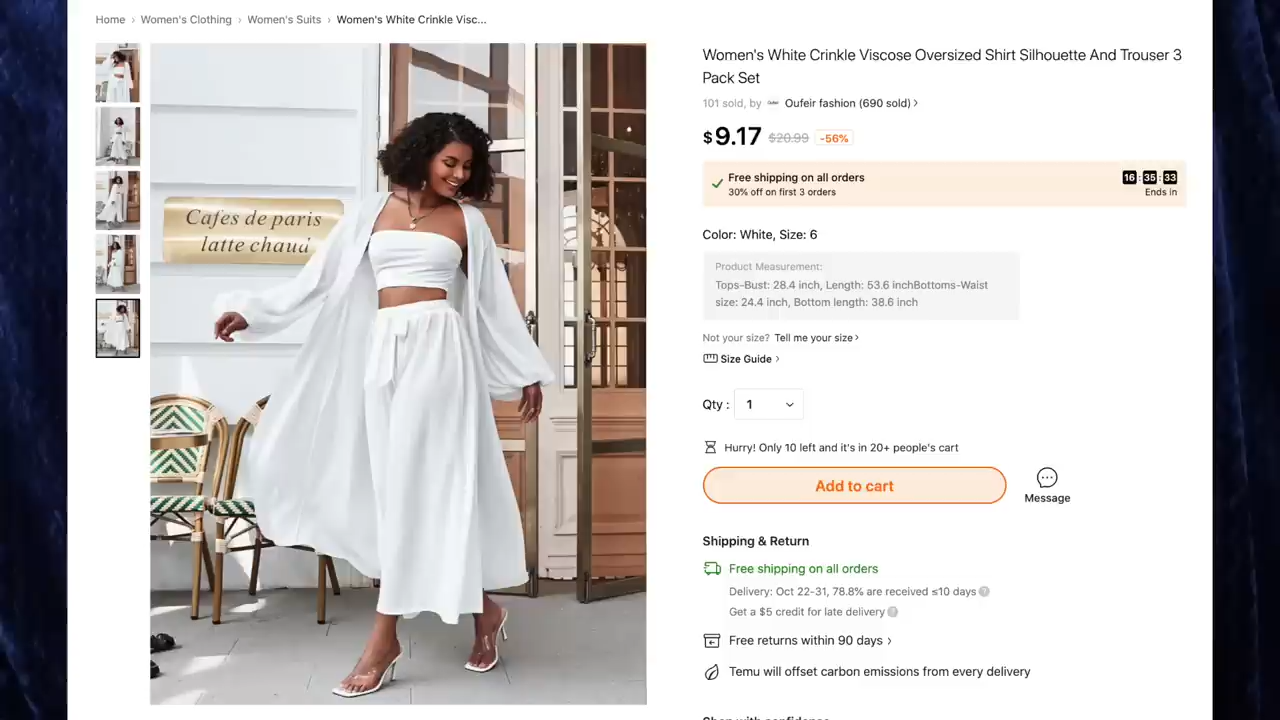 Home › Women's Clothing › Women's Suits › Women's White Crinkle Visc...
Cafes de paris
latte chaud
Women's White Crinkle Viscose Oversized Shirt Silhouette And Trouser 3
Pack Set
101 sold, by Oufeir fashion (690 sold) ›
$9.17 $20.99 -56%
Free shipping on all orders
30% off on first 3 orders
16 : 35 : 33
Ends in
Color: White, Size: 6
Product Measurement:
Tops-Bust: 28.4 inch, Length: 53.6 inchBottoms-Waist
size: 24.4 inch, Bottom length: 38.6 inch
Not your size? Tell me your size ›
Size Guide ›
Qty : 1
Hurry! Only 10 left and it's in 20+ people's cart
Add to cart
Message
Shipping & Return
Free shipping on all orders
Delivery: Oct 22-31, 78.8% are received ≤10 days ?
Get a $5 credit for late delivery ?
Free returns within 90 days ›
Temu will offset carbon emissions from every delivery
Shop with confidence